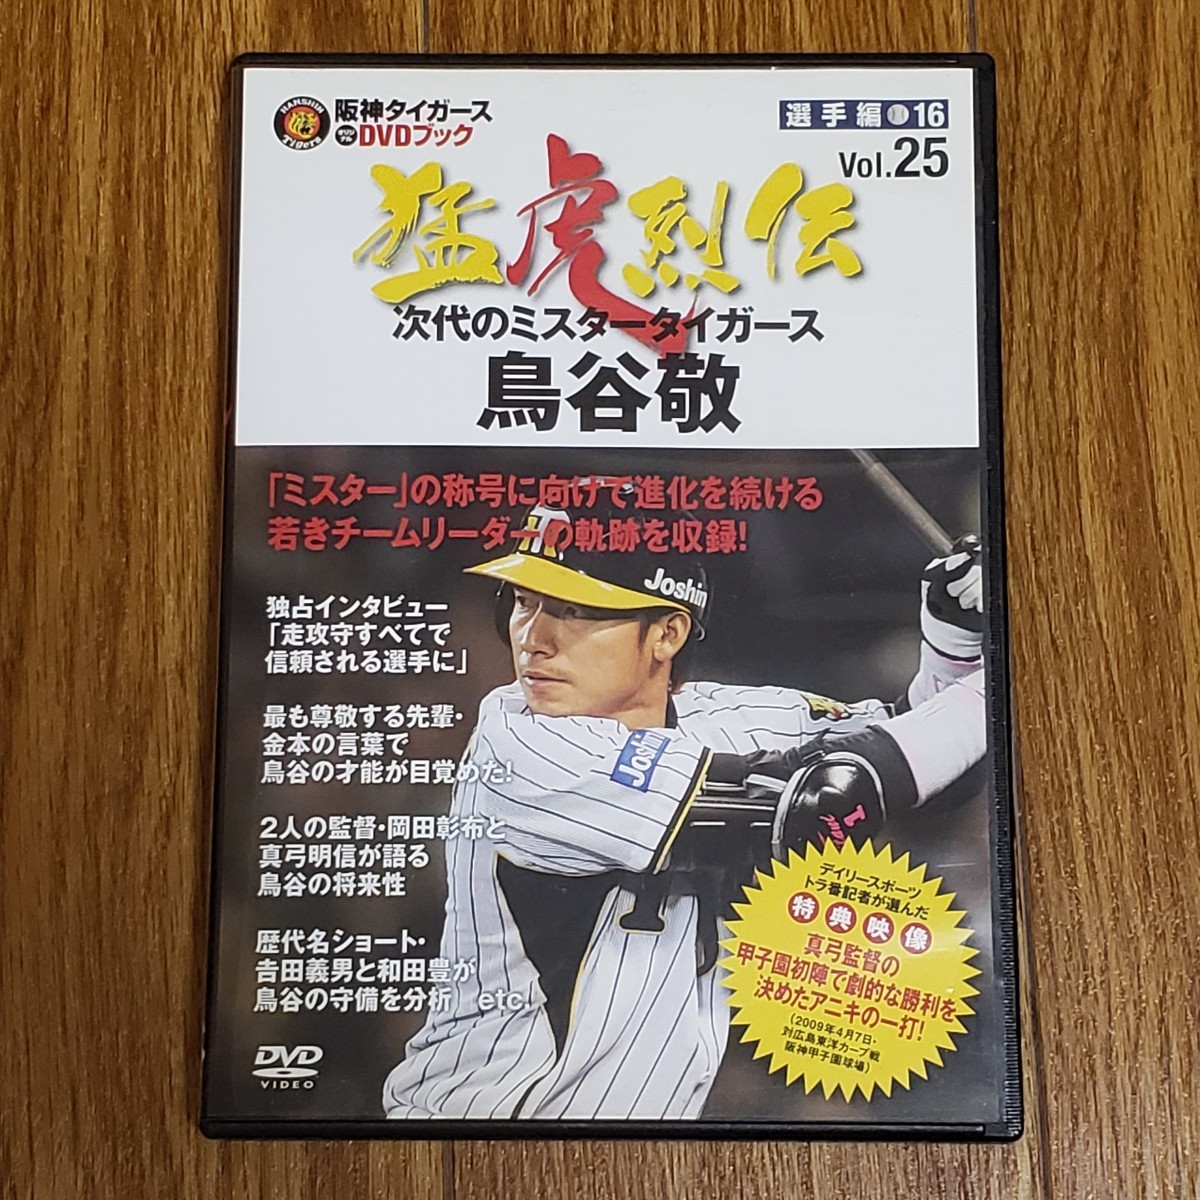 HANSHIN
Tigers
阪神タイガース
オリジナル DVDブック
選手編 16
Vol.25
猛虎烈伝
次代のミスタータイガース
鳥谷敬
「ミスター」の称号に向けて進化を続ける
若きチームリーダーの軌跡を収録!
Joshin
Joshin
独占インタビュー
「走攻守すべてで
信頼される選手に」
最も尊敬する先輩・
金本の言葉で
鳥谷の才能が目覚めた!
2人の監督・岡田彰布と
真弓明信が語る
鳥谷の将来性
歴代名ショート・
吉田義男と和田豊が
鳥谷の守備を分析 etc.
デイリースポーツ
トラ番記者が選んだ
特典映像
真弓監督の
甲子園初陣で劇的な勝利を
決めたアニキの一打!
(2009年4月7日・
対広島東洋カープ戦
阪神甲子園球場)
DVD
VIDEO